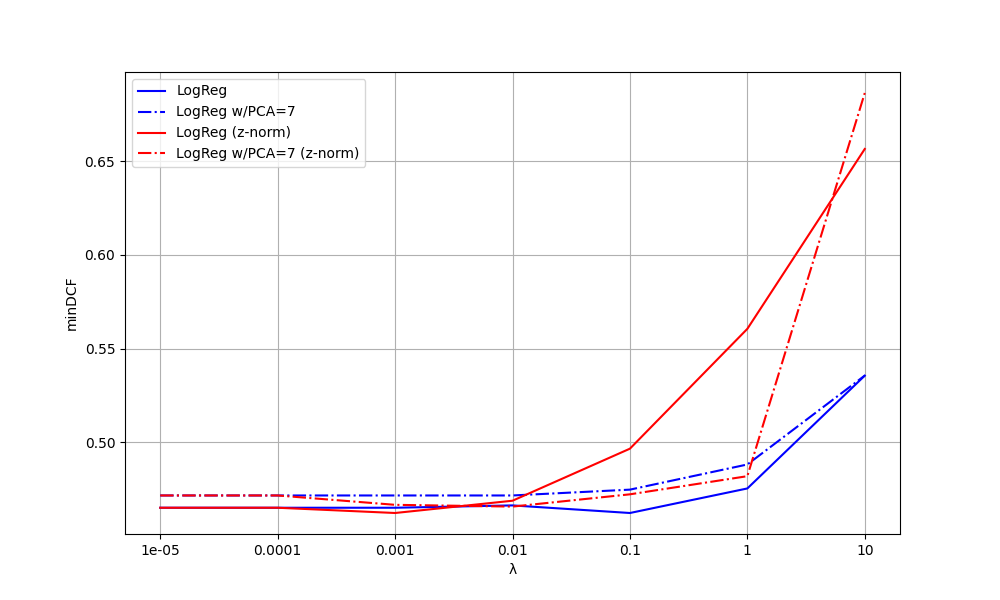 LogReg
LogReg w/PCA=7
LogReg (z-norm)
LogReg w/PCA=7 (z-norm)
0.65
0.60
0.55
0.50
minDCF
1e-05 0.0001 0.001 0.01 0.1 1 10
λ